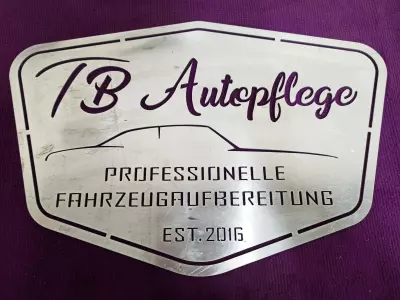 TB Autopflege
PROFESSIONELLE
FAHRZEUGAUFBEREITUNG
EST. 2016